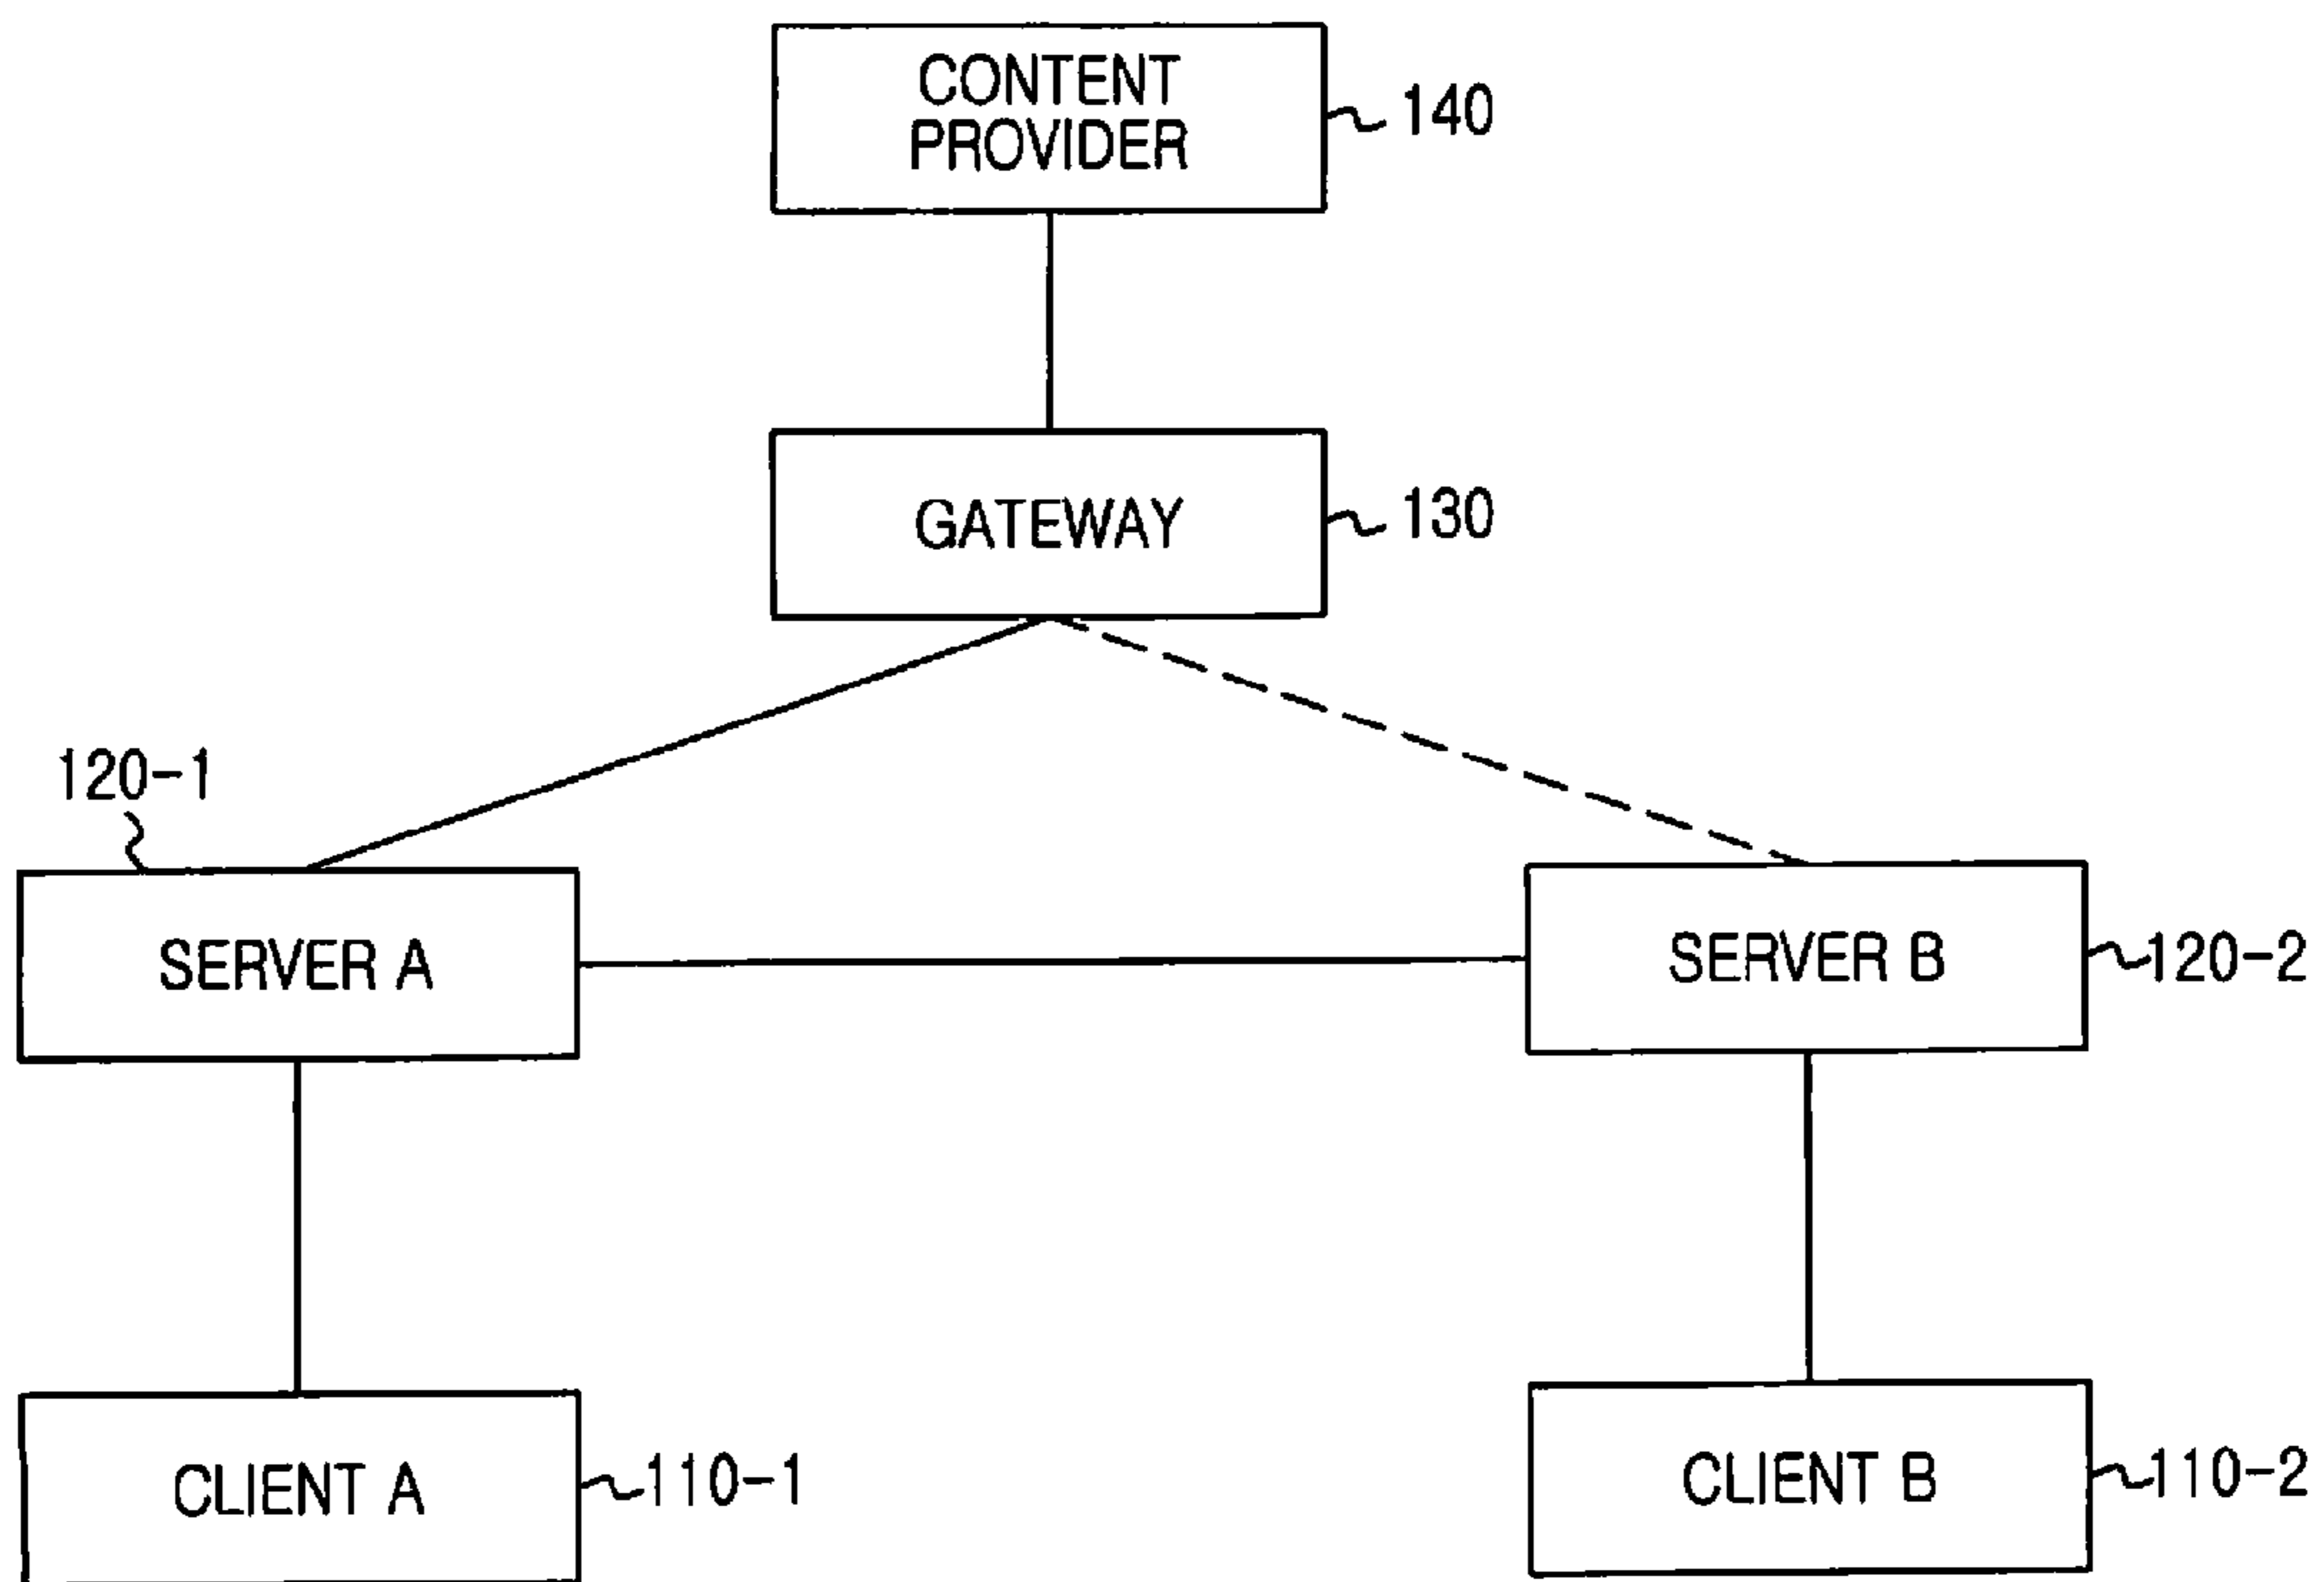 CONTENT
PROVIDER
140
GATEWAY
130
120-1
SERVER A
SERVER B
120-2
CLIENT A
110-1
CLIENT B
110-2